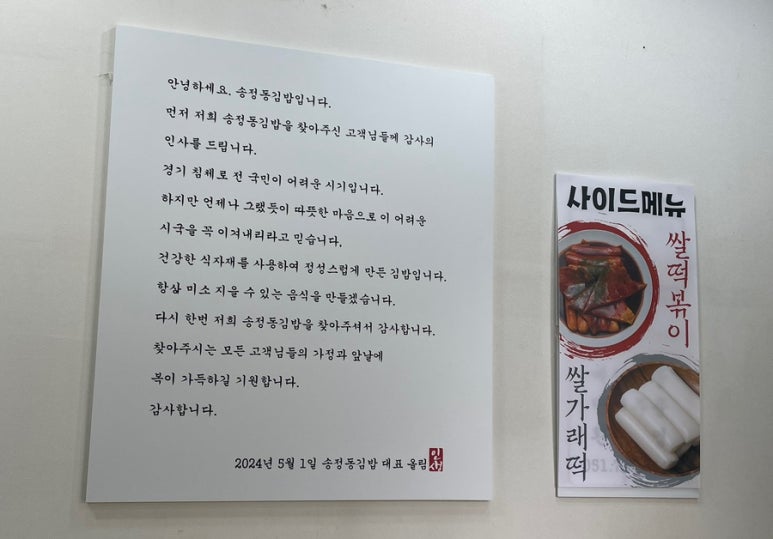 안녕하세요. 송정동김밥입니다.
먼저 저희 송정동김밥을 찾아주신 고객님들께 감사의
인사를 드립니다.
경기 침체로 전 국민이 어려운 시기입니다.
하지만 언제나 그랬듯이 따뜻한 마음으로 이 어려운
시국을 꼭 이겨내리라고 믿습니다.
건강한 식자재를 사용하여 정성스럽게 만든 김밥입니다.
항상 미소 지을 수 있는 음식을 만들겠습니다.
다시 한번 저희 송정동김밥을 찾아주셔서 감사합니다.
찾아주시는 모든 고객님들의 가정과 앞날에
복이 가득하길 기원합니다.
감사합니다.
2024년 5월 1일 송정동김밥 대표 올림
사이드메뉴
쌀떡볶이
쌀가래떡